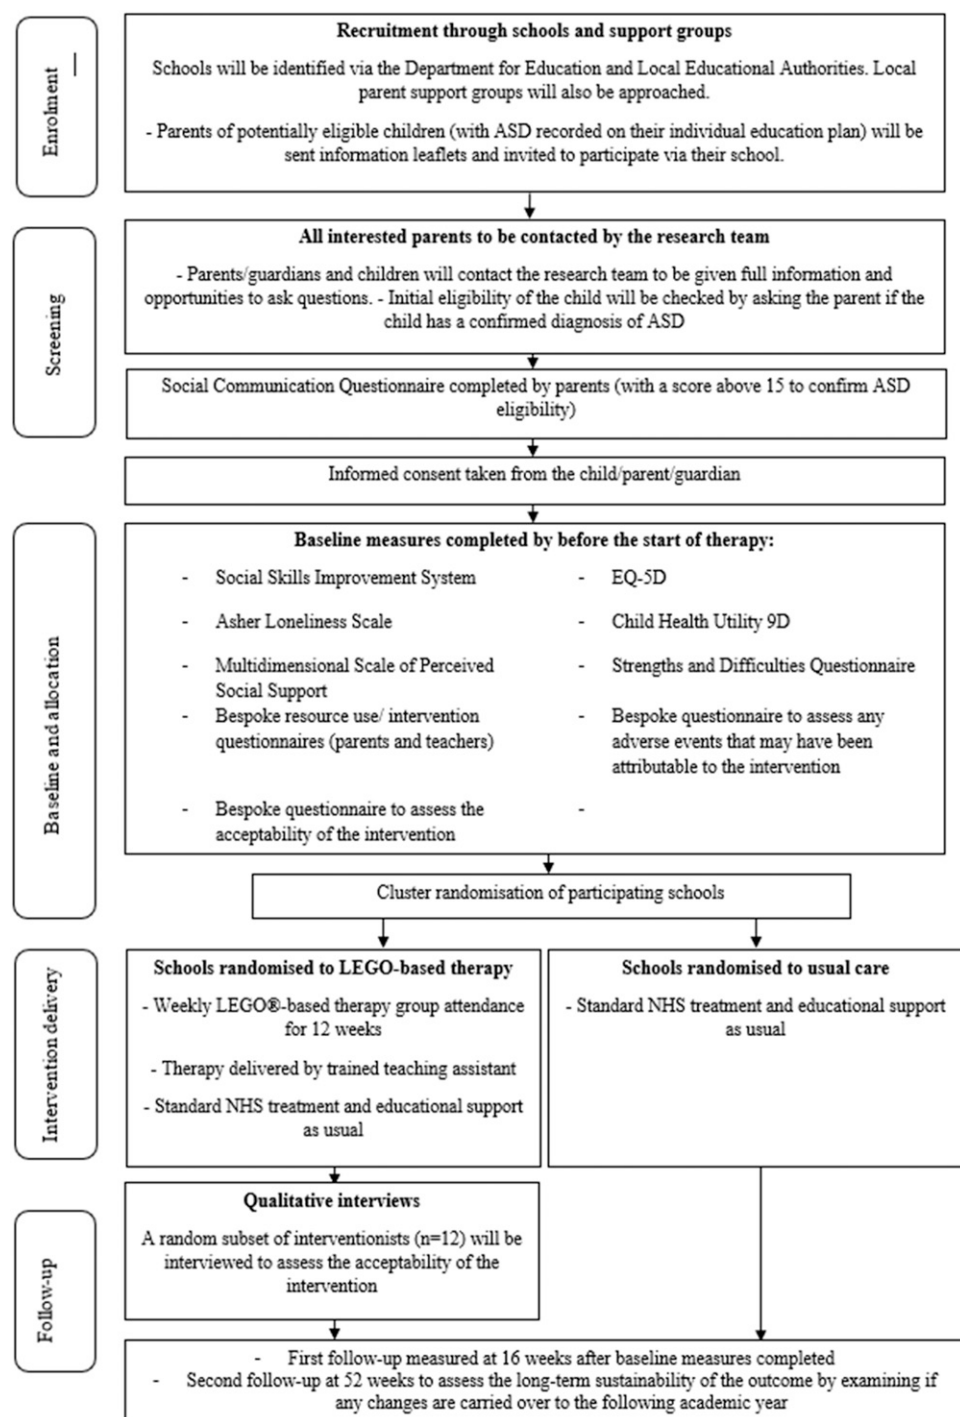 Enrolment
Recruitment through schools and support groups
Schools will be identified via the Department for Education and Local Educational Authorities. Local
parent support groups will also be approached.
- Parents of potentially eligible children (with ASD recorded on their individual education plan) will be
sent information leaflets and invited to participate via their school.
Screening
All interested parents to be contacted by the research team
- Parents/guardians and children will contact the research team to be given full information and
opportunities to ask questions. - Initial eligibility of the child will be checked by asking the parent if the
child has a confirmed diagnosis of ASD
Social Communication Questionnaire completed by parents (with a score above 15 to confirm ASD
eligibility)
Informed consent taken from the child/parent/guardian
Baseline and allocation
Baseline measures completed by before the start of therapy:
- Social Skills Improvement System
- Asher Loneliness Scale
- Multidimensional Scale of Perceived
Social Support
- Bespoke resource use/ intervention
questionnaires (parents and teachers)
- Bespoke questionnaire to assess the
acceptability of the intervention
- EQ-5D
- Child Health Utility 9D
- Strengths and Difficulties Questionnaire
- Bespoke questionnaire to assess any
adverse events that may have been
attributable to the intervention
-
Cluster randomisation of participating schools
Intervention delivery
Schools randomised to LEGO-based therapy
- Weekly LEGO®-based therapy group attendance
for 12 weeks
- Therapy delivered by trained teaching assistant
- Standard NHS treatment and educational support
as usual
Schools randomised to usual care
- Standard NHS treatment and educational support
as usual
Follow-up
Qualitative interviews
A random subset of interventionists (n=12) will be
interviewed to assess the acceptability of the
intervention
- First follow-up measured at 16 weeks after baseline measures completed
- Second follow-up at 52 weeks to assess the long-term sustainability of the outcome by examining if
any changes are carried over to the following academic year